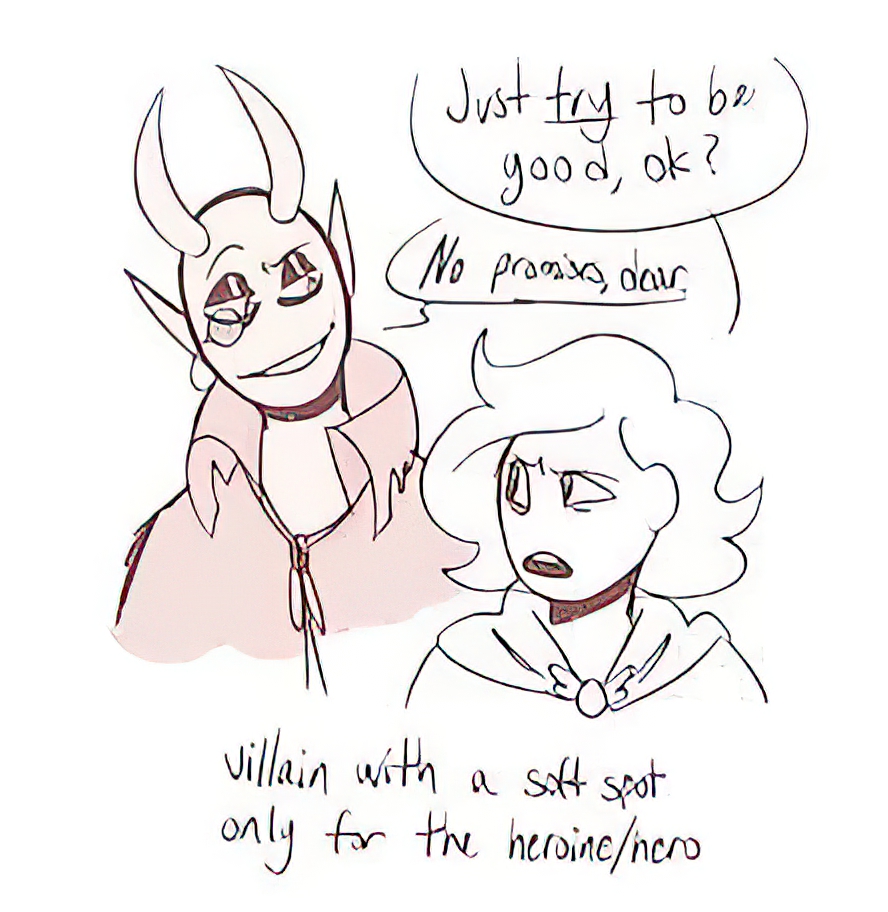 Just try to be
good, ok?
No promises, dear.
villain with a soft spot
only for the heroine/hero